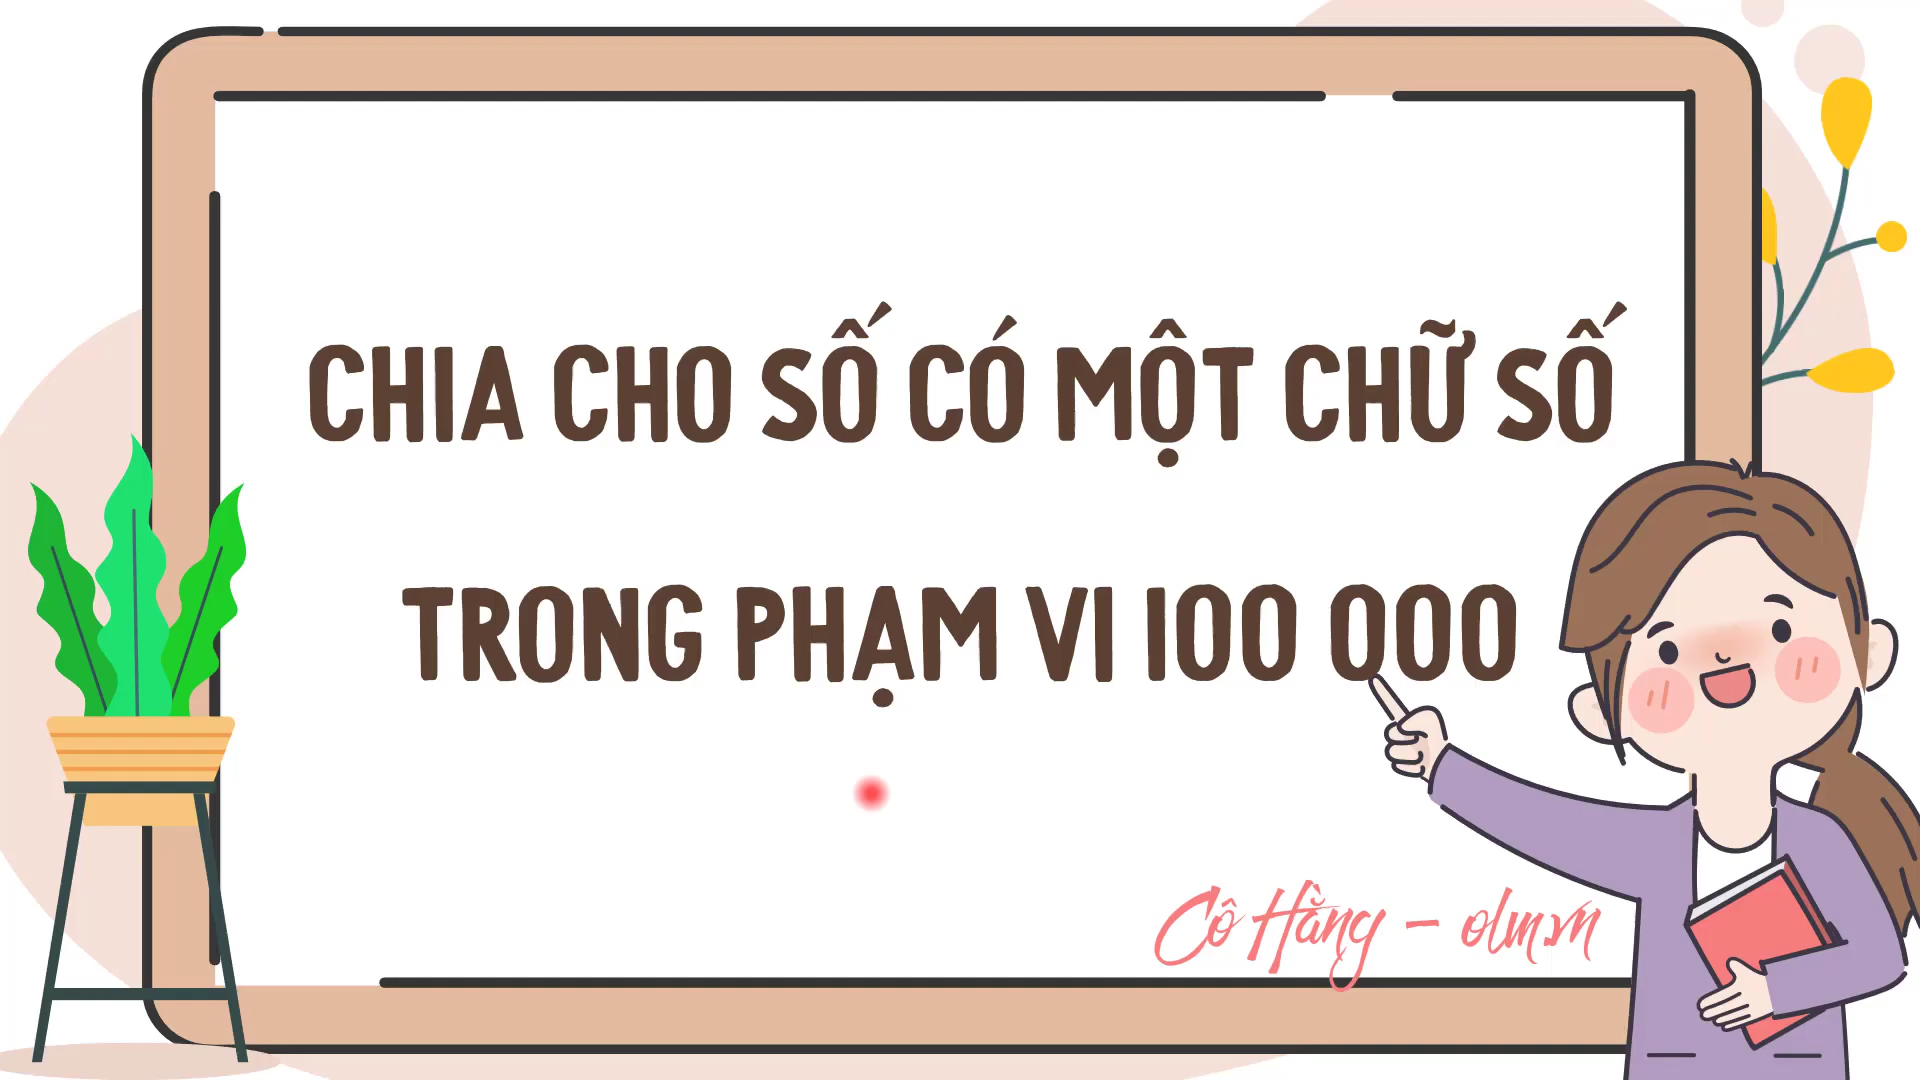 CHIA CHO SỐ CÓ MỘT CHỮ SỐ
TRONG PHẠM VI 100 000
Cô Hằng - olm.vn